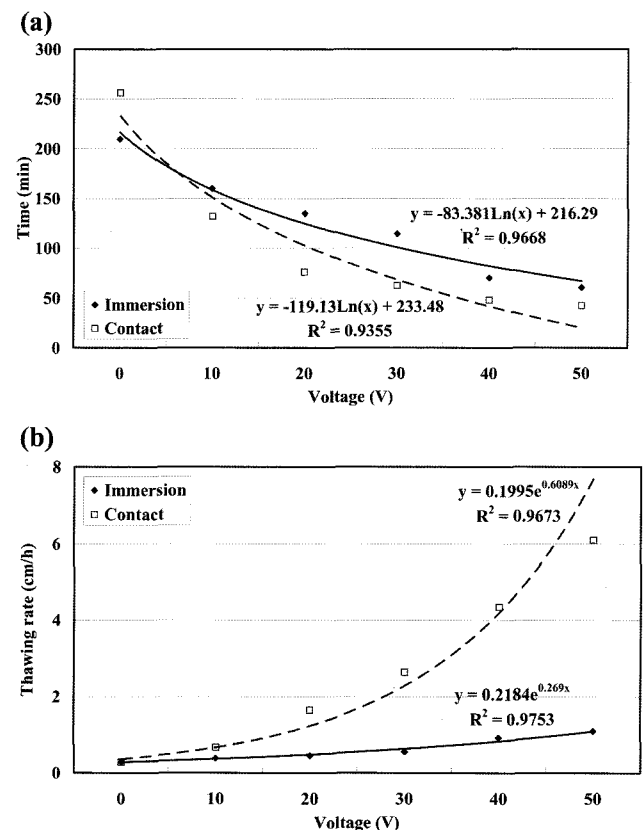 (a)
300
250
200
150
100
50
0
Time (min)
y = -83.381Ln(x) + 216.29
R² = 0.9668
y = -119.13Ln(x) + 233.48
R² = 0.9355
Immersion
Contact
0 10 20 30 40 50
Voltage (V)
(b)
8
6
4
2
0
Thawing rate (cm/h)
Immersion
Contact
y = 0.1995e^0.6089x
R² = 0.9673
y = 0.2184e^0.269x
R² = 0.9753
0 10 20 30 40 50
Voltage (V)